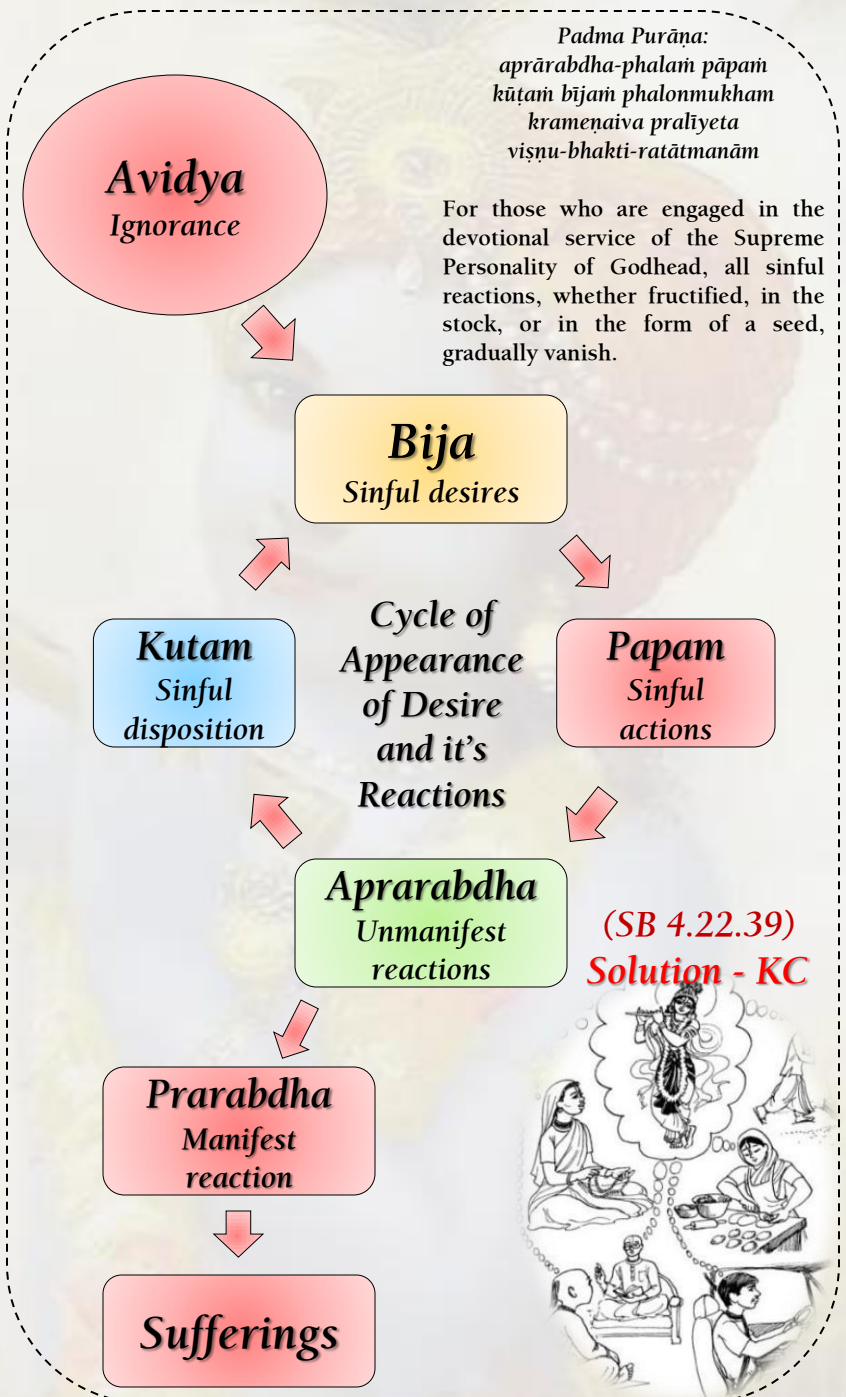 Padma Purāṇa:
aprārabdha-phalaṁ pāpaṁ
kūṭaṁ bījaṁ phalonmukham
krameṇaiva pralīyeta
viṣṇu-bhakti-ratātmanām
Avidya
Ignorance
For those who are engaged in the
devotional service of the Supreme
Personality of Godhead, all sinful
reactions, whether fructified, in the
stock, or in the form of a seed,
gradually vanish.
Bija
Sinful desires
Kutam
Sinful
disposition
Cycle of
Appearance
of Desire
and it's
Reactions
Papam
Sinful
actions
Aprarabdha
Unmanifest
reactions
(SB 4.22.39)
Solution - KC
Prarabdha
Manifest
reaction
Sufferings